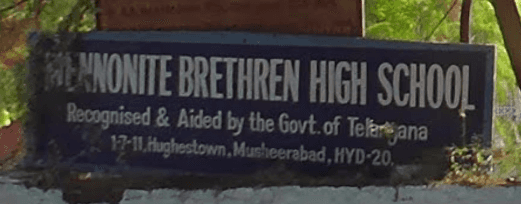 MENNONITE BRETHREN HIGH SCHOOL
Recognised & Aided by the Govt. of Telangana
1-7-11, Hughestown, Musheerabad, HYD-20.